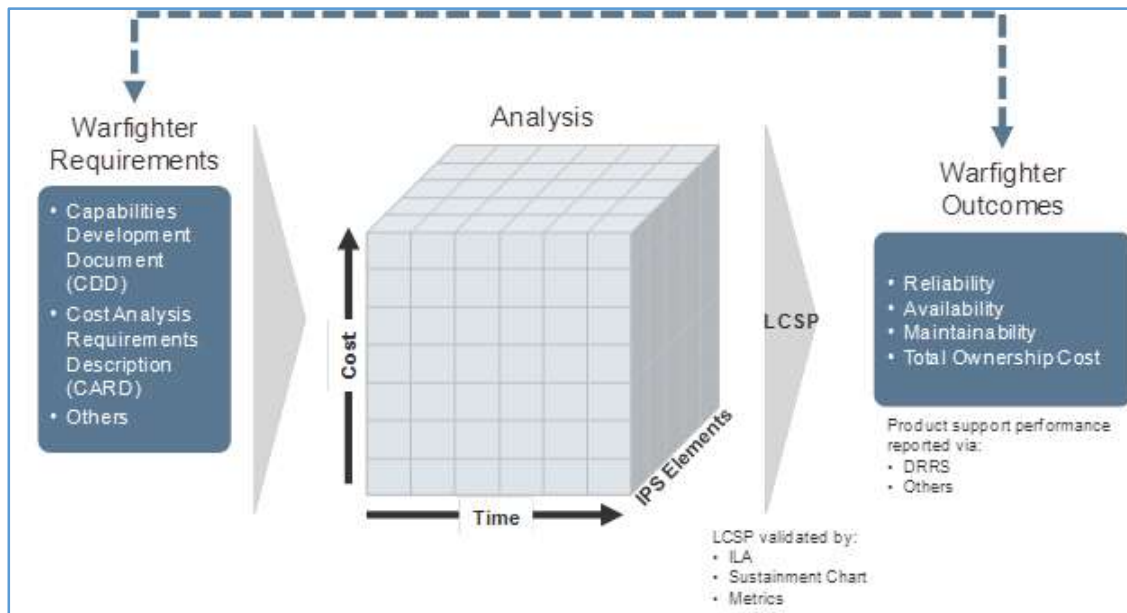 Warfighter
Requirements
• Capabilities
Development
Document
(CDD)
• Cost Analysis
Requirements
Description
(CARD)
• Others
Analysis
Cost
Time
IPS Elements
LCSP
LCSP validated by:
• ILA
• Sustainment Chart
• Metrics
Warfighter
Outcomes
• Reliability
• Availability
• Maintainability
• Total Ownership Cost
Product support performance
reported via:
• DRRS
• Others